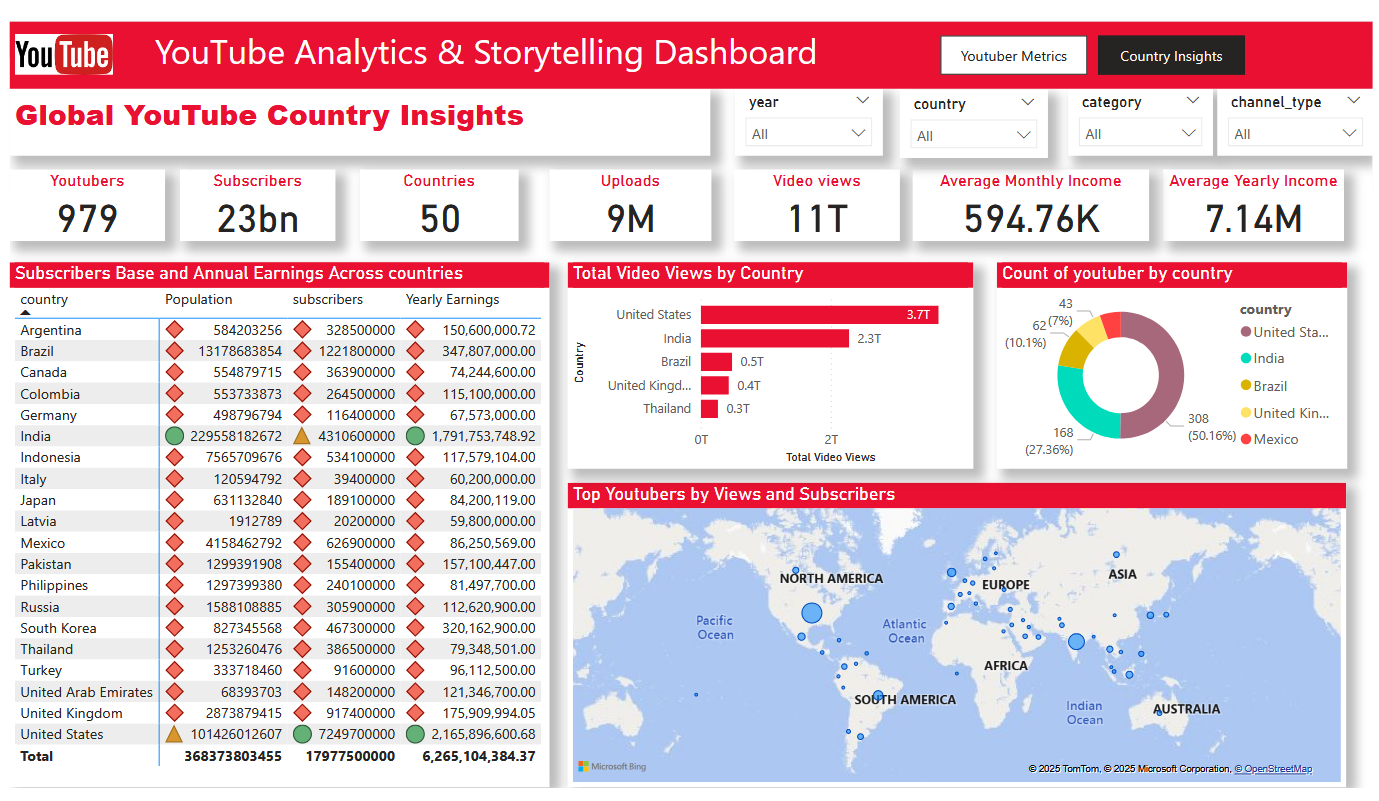 YouTube
YouTube Analytics & Storytelling Dashboard
Youtuber Metrics
Country Insights
Global YouTube Country Insights
year
All
country
All
category
All
channel_type
All
Youtubers
979
Subscribers
23bn
Countries
50
Uploads
9M
Video views
11T
Average Monthly Income
594.76K
Average Yearly Income
7.14M
Subscribers Base and Annual Earnings Across countries
country Population subscribers Yearly Earnings
Argentina 584203256 328500000 150,600,000.72
Brazil 13178683854 1221800000 347,807,000.00
Canada 554879715 363900000 74,244,600.00
Colombia 553733873 264500000 115,100,000.00
Germany 498796794 116400000 67,573,000.00
India 229558182672 4310600000 1,791,753,748.92
Indonesia 7565709676 534100000 117,579,104.00
Italy 120594792 39400000 60,200,000.00
Japan 631132840 189100000 84,200,119.00
Latvia 1912789 20200000 59,800,000.00
Mexico 4158462792 626900000 86,250,569.00
Pakistan 1299391908 155400000 157,100,447.00
Philippines 1297399380 240100000 81,497,700.00
Russia 1588108885 305900000 112,620,900.00
South Korea 827345568 467300000 320,162,900.00
Thailand 1253260476 386500000 79,348,501.00
Turkey 333718460 91600000 96,112,500.00
United Arab Emirates 68393703 148200000 121,346,700.00
United Kingdom 2873879415 917400000 175,909,994.05
United States 101426012607 7249700000 2,165,896,600.68
Total 368373803455 17977500000 6,265,104,384.37
Total Video Views by Country
Country
United States 3.7T
India 2.3T
Brazil 0.5T
United Kingd... 0.4T
Thailand 0.3T
0T 2T
Total Video Views
Count of youtuber by country
43
(7%)
62
(10.1%)
168
(27.36%)
308
(50.16%)
country
United Sta...
India
Brazil
United Kin...
Mexico
Top Youtubers by Views and Subscribers
NORTH AMERICA
EUROPE
ASIA
Pacific
Ocean
Atlantic
Ocean
AFRICA
SOUTH AMERICA
Indian
Ocean
AUSTRALIA
Microsoft Bing
© 2025 TomTom, © 2025 Microsoft Corporation, © OpenStreetMap